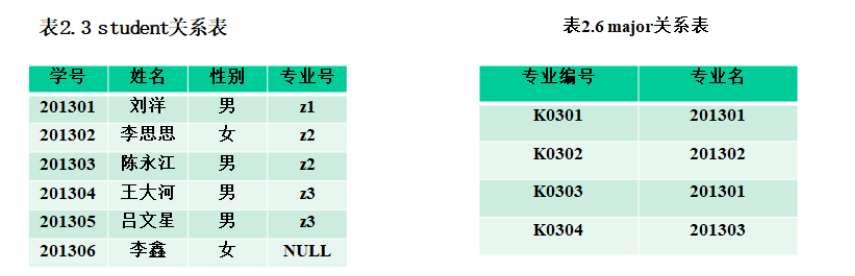 表2.3 student关系表
学号 姓名 性别 专业号
201301 刘洋 男 z1
201302 李思思 女 z2
201303 陈永江 男 z2
201304 王大河 男 z3
201305 吕文星 男 z3
201306 李鑫 女 NULL
表2.6 major关系表
专业编号 专业名
K0301 201301
K0302 201302
K0303 201301
K0304 201303